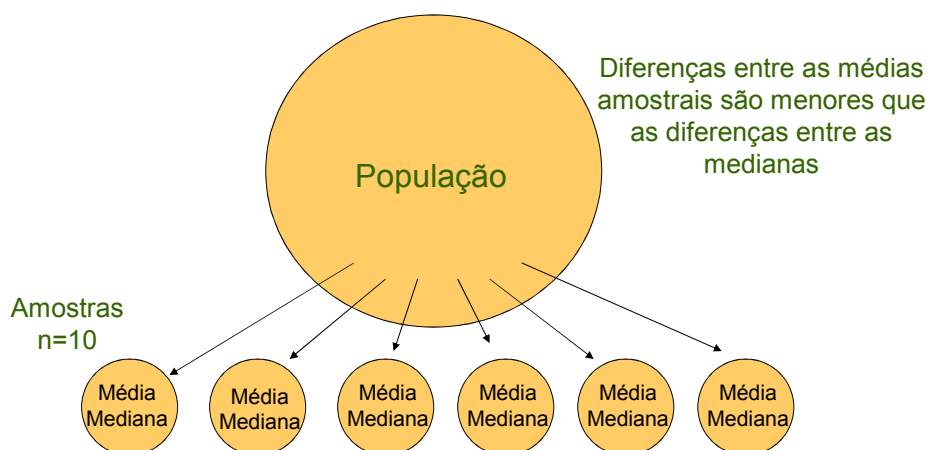 Diferenças entre as médias
amostrais são menores que
as diferenças entre as
medianas
População
Amostras
n=10
Média
Mediana
Média
Mediana
Média
Mediana
Média
Mediana
Média
Mediana
Média
Mediana